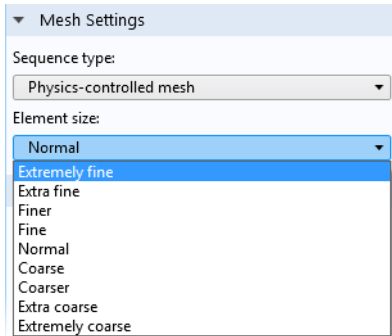 Mesh Settings
Sequence type:
Physics-controlled mesh
Element size:
Normal
Extremely fine
Extra fine
Finer
Fine
Normal
Coarse
Coarser
Extra coarse
Extremely coarse